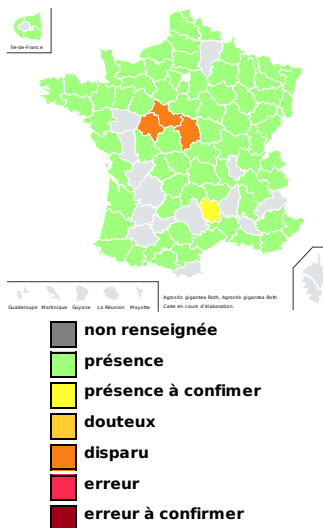 Île-de-France
Agrostis gigantea Roth, Agrostis gigantea Roth
Guadeloupe Martinique Guyane La Réunion Mayotte
Carte en cours d'élaboration.
non renseignée
présence
présence à confimer
douteux
disparu
erreur
erreur à confirmer